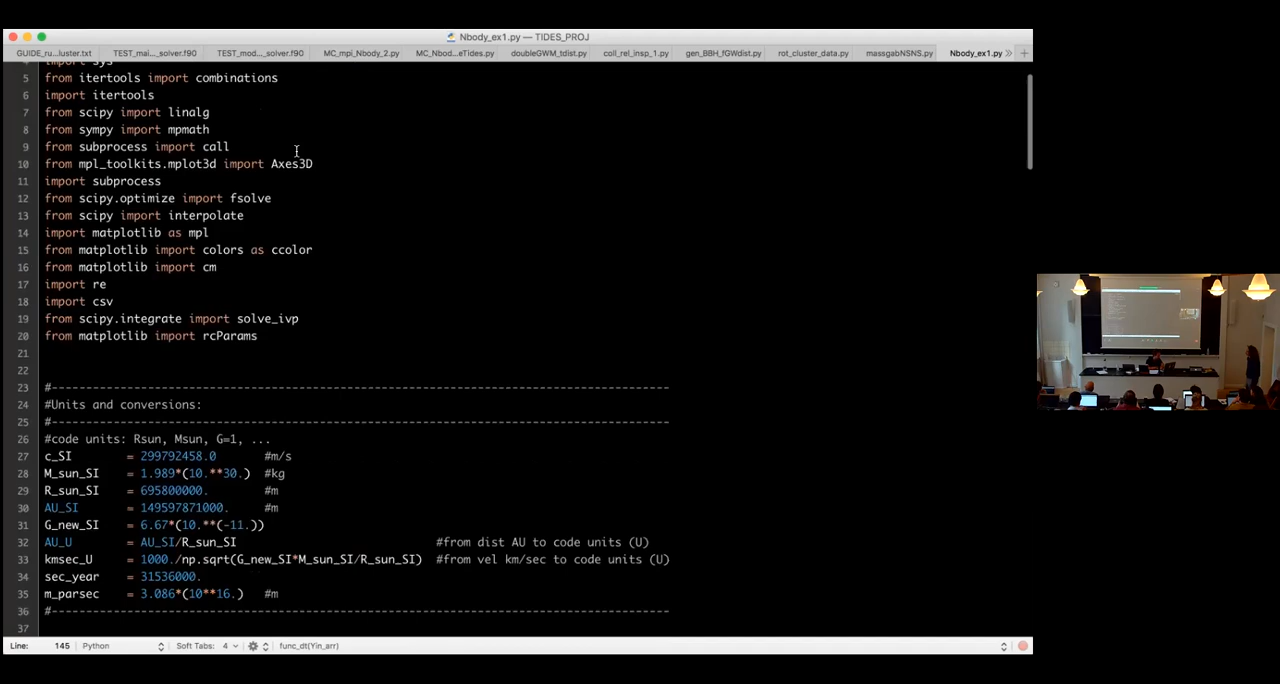 Nbody_ex1.py — TIDES_PROJ
GUIDE_ru...luster.txt TEST_mai..._solver.f90 TEST_mod..._solver.f90 MC_mpi_Nbody_2.py MC_Nbod...eTides.py doubleGWM_tdist.py coll_rel_insp_1.py gen_BBH_fGWdist.py rot_cluster_data.py massgabNSNS.py Nbody_ex1.py »
4 import sys
5 from itertools import combinations
6 import itertools
7 from scipy import linalg
8 from sympy import mpmath
9 from subprocess import call
10 from mpl_toolkits.mplot3d import Axes3D
11 import subprocess
12 from scipy.optimize import fsolve
13 from scipy import interpolate
14 import matplotlib as mpl
15 from matplotlib import colors as ccolor
16 from matplotlib import cm
17 import re
18 import csv
19 from scipy.integrate import solve_ivp
20 from matplotlib import rcParams
21
22
23 #------------------------------------------------------------------------------------------
24 #Units and conversions:
25 #------------------------------------------------------------------------------------------
26 #code units: Rsun, Msun, G=1, ...
27 c_SI = 299792458.0 #m/s
28 M_sun_SI = 1.989*(10.**30.) #kg
29 R_sun_SI = 695800000. #m
30 AU_SI = 149597871000. #m
31 G_new_SI = 6.67*(10.**(-11.))
32 AU_U = AU_SI/R_sun_SI #from dist AU to code units (U)
33 kmsec_U = 1000./np.sqrt(G_new_SI*M_sun_SI/R_sun_SI) #from vel km/sec to code units (U)
34 sec_year = 31536000.
35 m_parsec = 3.086*(10**16.) #m
36 #------------------------------------------------------------------------------------------
37
Line: 145 Python Soft Tabs: 4 func_dt(Yin_arr)